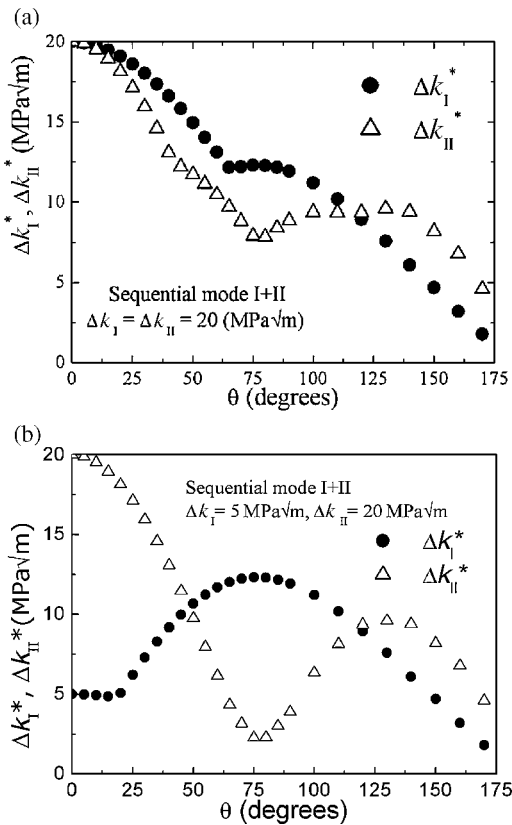 (a)
20
15
10
5
0
Δk_I^*, Δk_II^* (MPa√m)
● Δk_I^*
△ Δk_II^*
Sequential mode I+II
Δk_I = Δk_II = 20 (MPa√m)
0 25 50 75 100 125 150 175
θ (degrees)
(b)
20
15
10
5
0
Δk_I*, Δk_II* (MPa√m)
Sequential mode I+II
Δk_I= 5 MPa√m, Δk_II= 20 MPa√m
● Δk_I*
△ Δk_II*
0 25 50 75 100 125 150 175
θ (degrees)